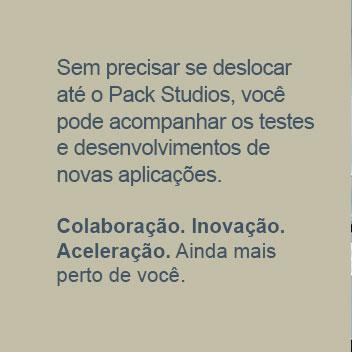 Sem precisar se deslocar
até o Pack Studios, você
pode acompanhar os testes
e desenvolvimentos de
novas aplicações.
Colaboração. Inovação.
Aceleração. Ainda mais
perto de você.